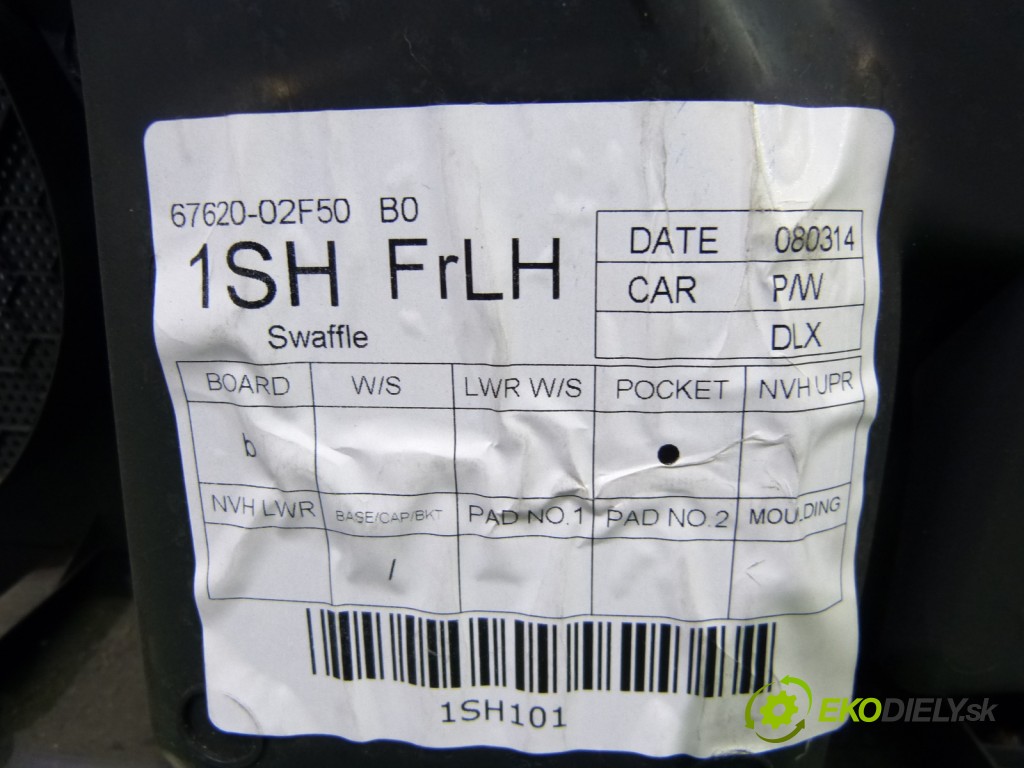 67620-02F50 B0
1SH FrLH
Swaffle
DATE 080314
CAR P/W
DLX
BOARD W/S LWR W/S POCKET NVH UPR
b ●
NVH LWR BASE/CAP/BKT PAD NO.1 PAD NO.2 MOULDING
/ <
1SH101
EKODIELY.sk